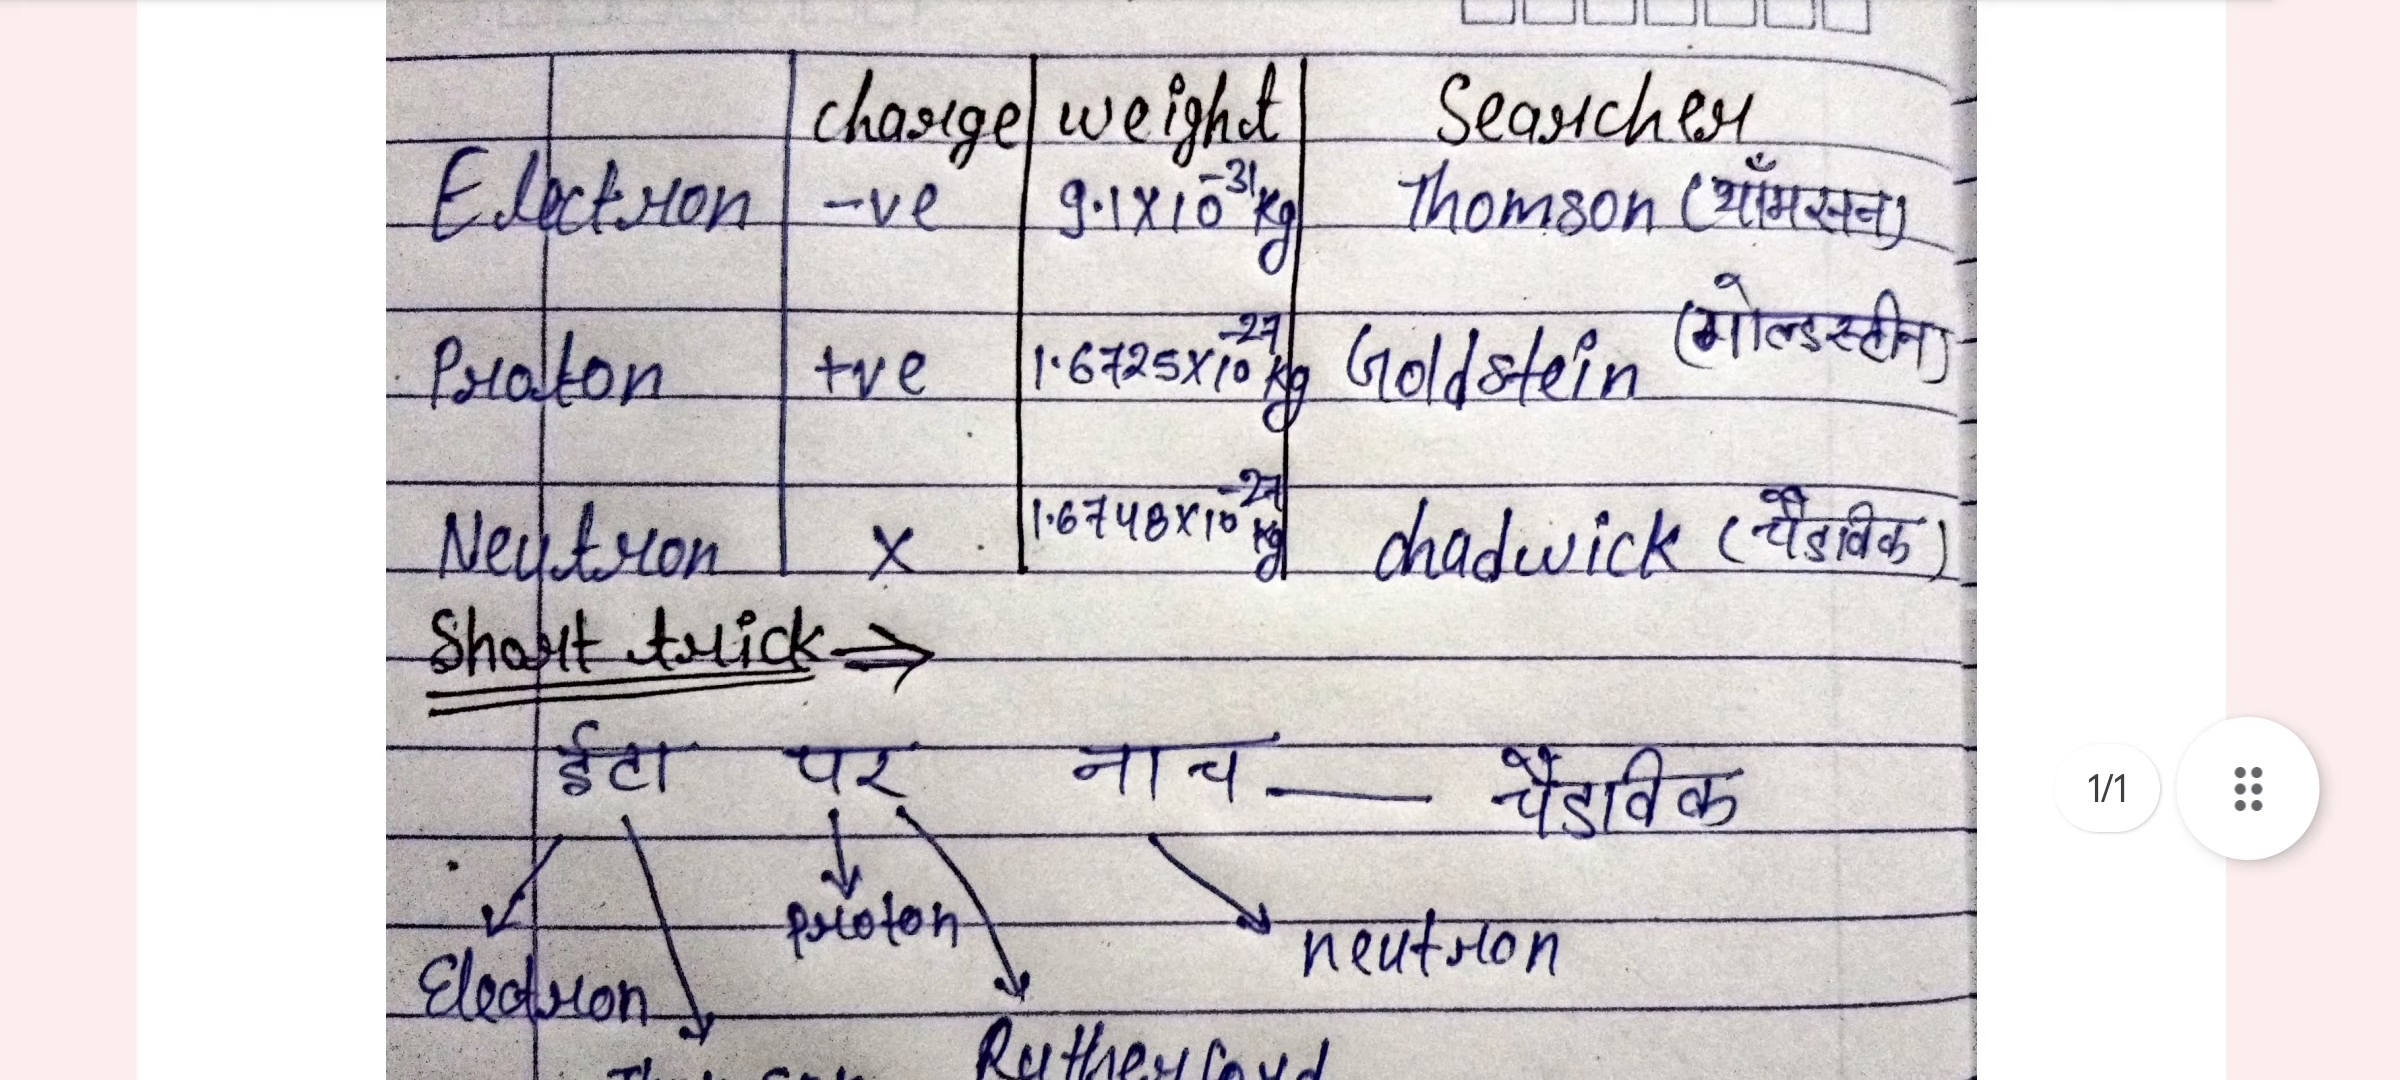 charge weight Searcher
Electron -ve 9.1×10⁻³¹kg Thomson (थॉमसन)
Proton +ve 1.6725×10⁻²⁷kg Goldstein (गोल्डस्टीन)
Neutron × 1.6748×10⁻²⁷kg chadwick (चैडविक)
Short trick →
ईटा पर नाच — चैडविक
proton
Electron neutron
Rutherford
1/1